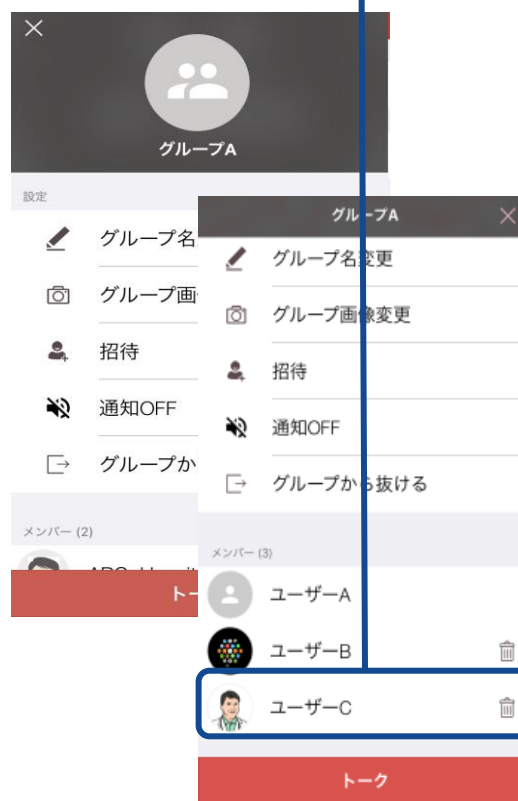 グループA
設定
グループ名
グループ画
招待
通知OFF
グループか
メンバー (2)
グループA
グループ名変更
グループ画像変更
招待
通知OFF
グループから抜ける
メンバー (3)
ユーザーA
ユーザーB
ユーザーC
トーク